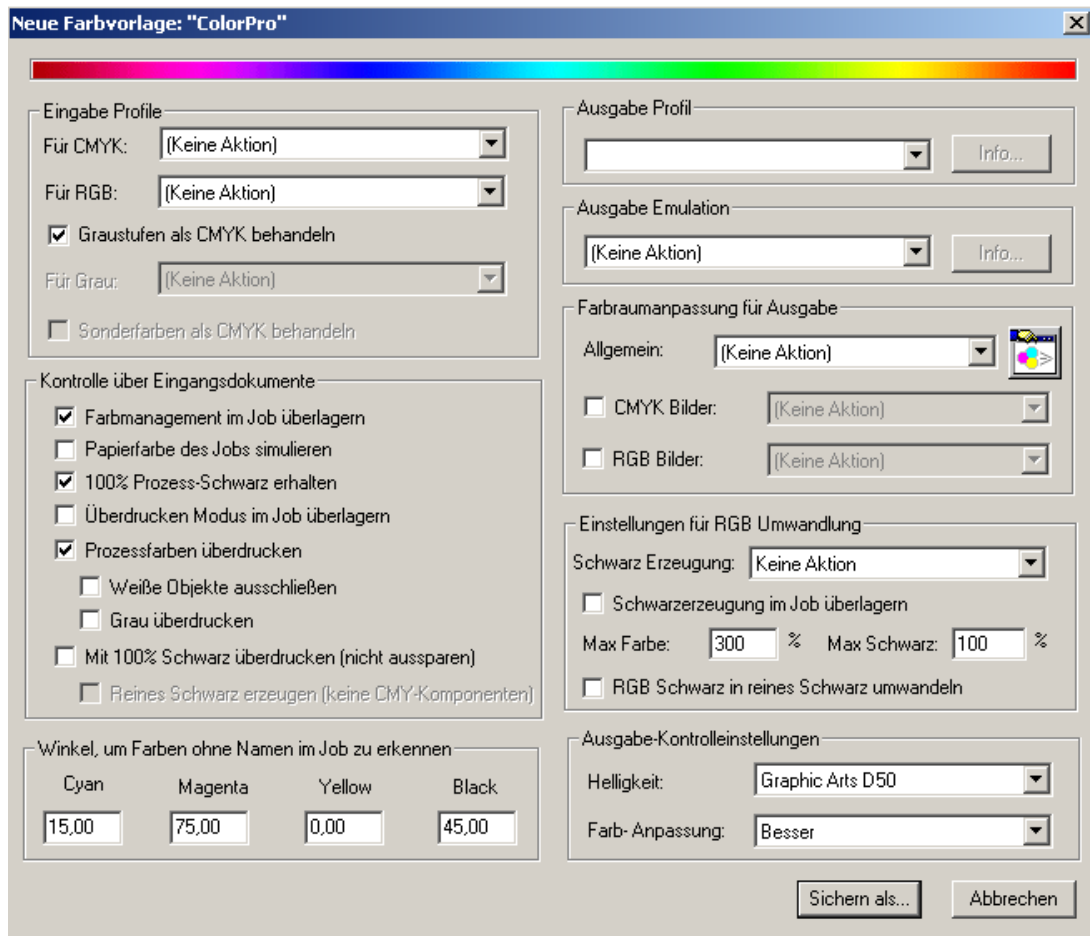 Neue Farbvorlage: "ColorPro"
Eingabe Profile
Für CMYK: (Keine Aktion)
Für RGB: (Keine Aktion)
Graustufen als CMYK behandeln
Für Grau: (Keine Aktion)
Sonderfarben als CMYK behandeln
Kontrolle über Eingangsdokumente
Farbmanagement im Job überlagern
Papierfarbe des Jobs simulieren
100% Prozess-Schwarz erhalten
Überdrucken Modus im Job überlagern
Prozessfarben überdrucken
Weiße Objekte ausschließen
Grau überdrucken
Mit 100% Schwarz überdrucken (nicht aussparen)
Reines Schwarz erzeugen (keine CMY-Komponenten)
Winkel, um Farben ohne Namen im Job zu erkennen
Cyan Magenta Yellow Black
15,00 75,00 0,00 45,00
Ausgabe Profil
Info...
Ausgabe Emulation
(Keine Aktion) Info...
Farbraumanpassung für Ausgabe
Allgemein: (Keine Aktion)
CMYK Bilder: (Keine Aktion)
RGB Bilder: (Keine Aktion)
Einstellungen für RGB Umwandlung
Schwarz Erzeugung: Keine Aktion
Schwarzerzeugung im Job überlagern
Max Farbe: 300 % Max Schwarz: 100 %
RGB Schwarz in reines Schwarz umwandeln
Ausgabe-Kontrolleinstellungen
Helligkeit: Graphic Arts D50
Farb- Anpassung: Besser
Sichern als... Abbrechen